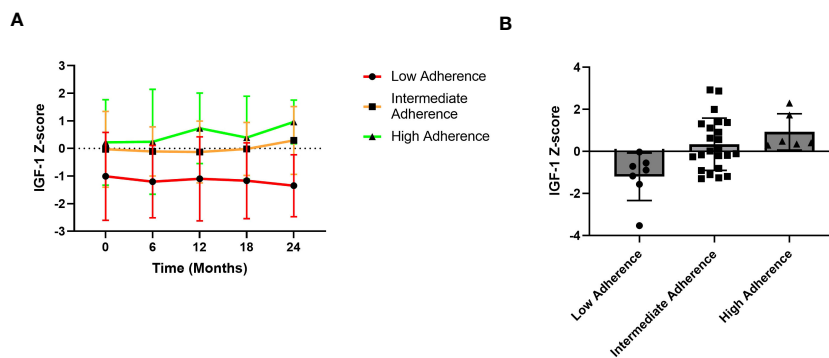 A
IGF-1 Z-score
3
2
1
0
-1
-2
-3
0 6 12 18 24
Time (Months)
Low Adherence
Intermediate
Adherence
High Adherence
B
IGF-1 Z-score
4
2
0
-2
-4
Low Adherence
Intermediate Adherence
High Adherence